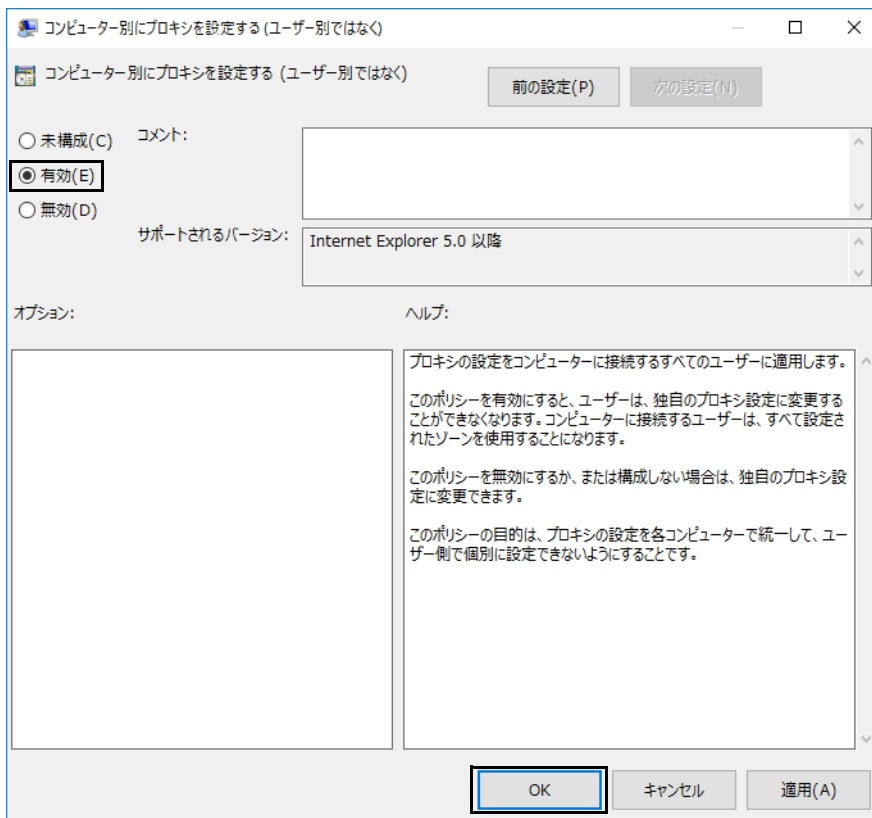 コンピューター別にプロキシを設定する (ユーザー別ではなく)
コンピューター別にプロキシを設定する (ユーザー別ではなく)
前の設定(P)
次の設定(N)
未構成(C)
コメント:
有効(E)
無効(D)
サポートされるバージョン:
Internet Explorer 5.0 以降
オプション:
ヘルプ:
プロキシの設定をコンピューターに接続するすべてのユーザーに適用します。
このポリシーを有効にすると、ユーザーは、独自のプロキシ設定に変更する
ことができなくなります。コンピューターに接続するユーザーは、すべて設定さ
れたゾーンを使用することになります。
このポリシーを無効にするか、または構成しない場合は、独自のプロキシ設
定に変更できます。
このポリシーの目的は、プロキシの設定を各コンピューターで統一して、ユー
ザー側で個別に設定できないようにすることです。
OK
キャンセル
適用(A)